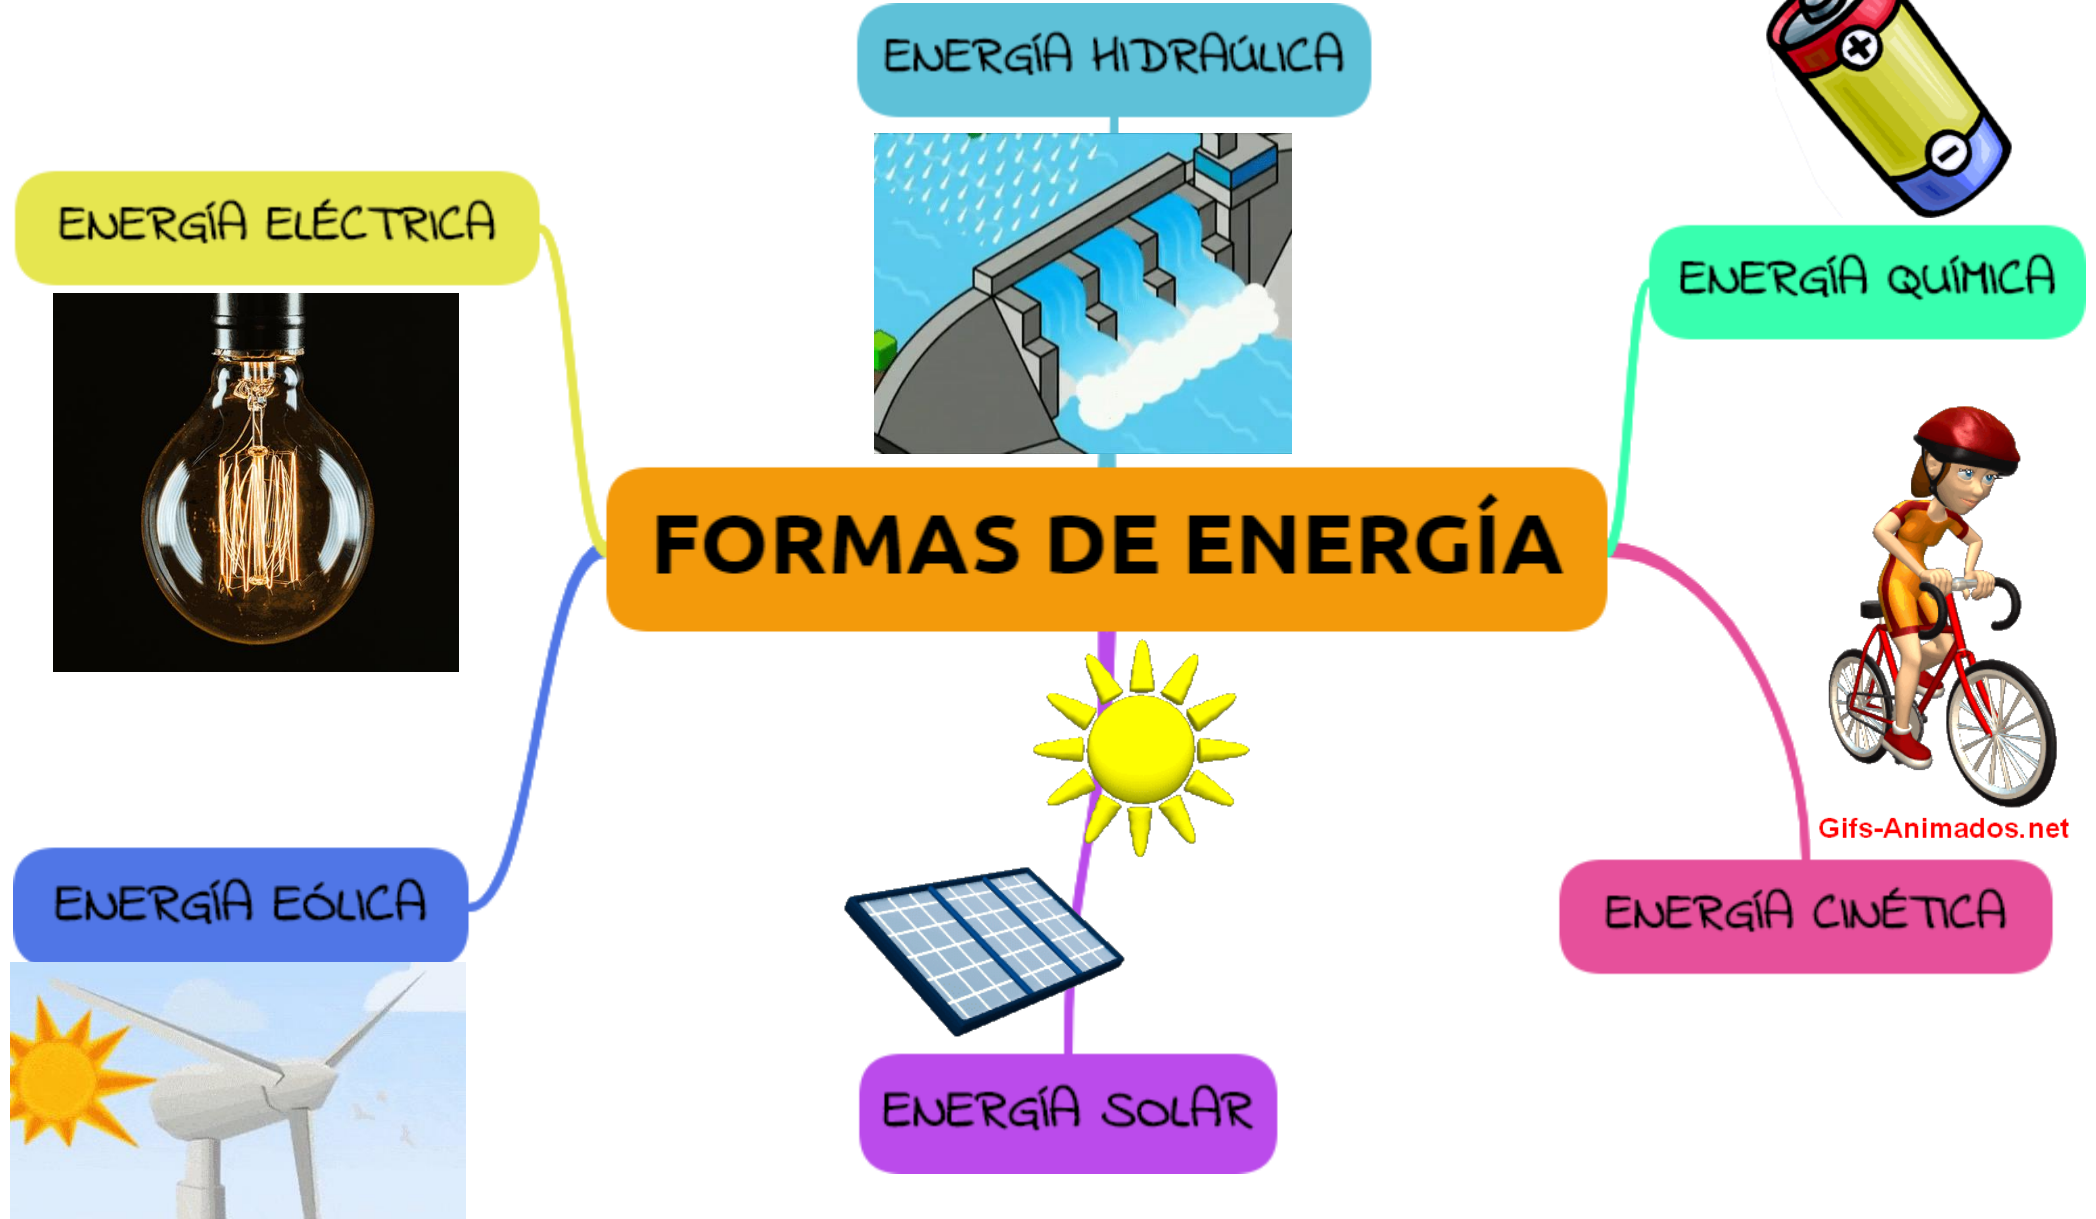 ENERGÍA HIDRAÚLICA
ENERGÍA ELÉCTRICA
ENERGÍA QUÍMICA
FORMAS DE ENERGÍA
Gifs-Animados.net
ENERGÍA EÓLICA
ENERGÍA CINÉTICA
ENERGÍA SOLAR